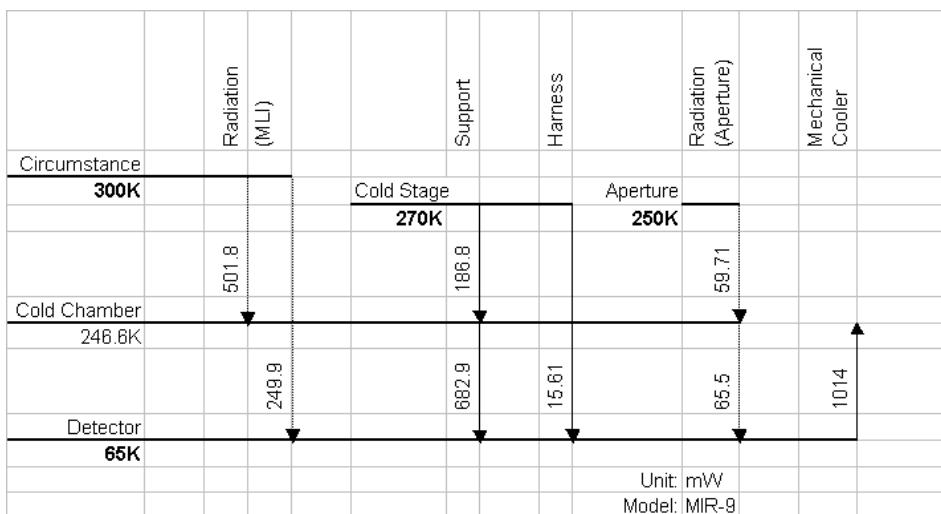 Radiation
(MLI)
Support
Harness
Radiation
(Aperture)
Mechanical
Cooler
Circumstance
300K
Cold Stage
270K
Aperture
250K
501.8
186.8
59.71
Cold Chamber
246.6K
249.9
682.9
15.61
65.5
1014
Detector
65K
Unit: mW
Model: MIR-9